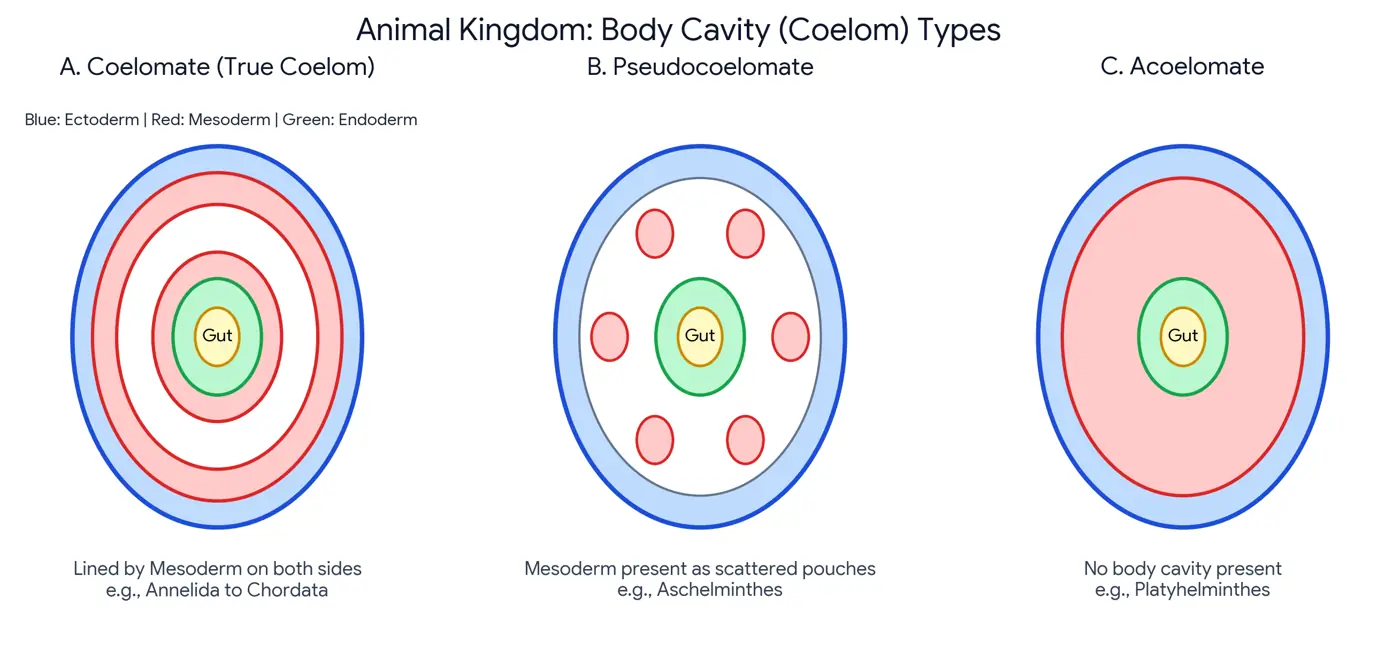 Animal Kingdom: Body Cavity (Coelom) Types
A. Coelomate (True Coelom)
B. Pseudocoelomate
C. Acoelomate
Blue: Ectoderm | Red: Mesoderm | Green: Endoderm
Gut
Gut
Gut
Lined by Mesoderm on both sides
e.g., Annelida to Chordata
Mesoderm present as scattered pouches
e.g., Aschelminthes
No body cavity present
e.g., Platyhelminthes